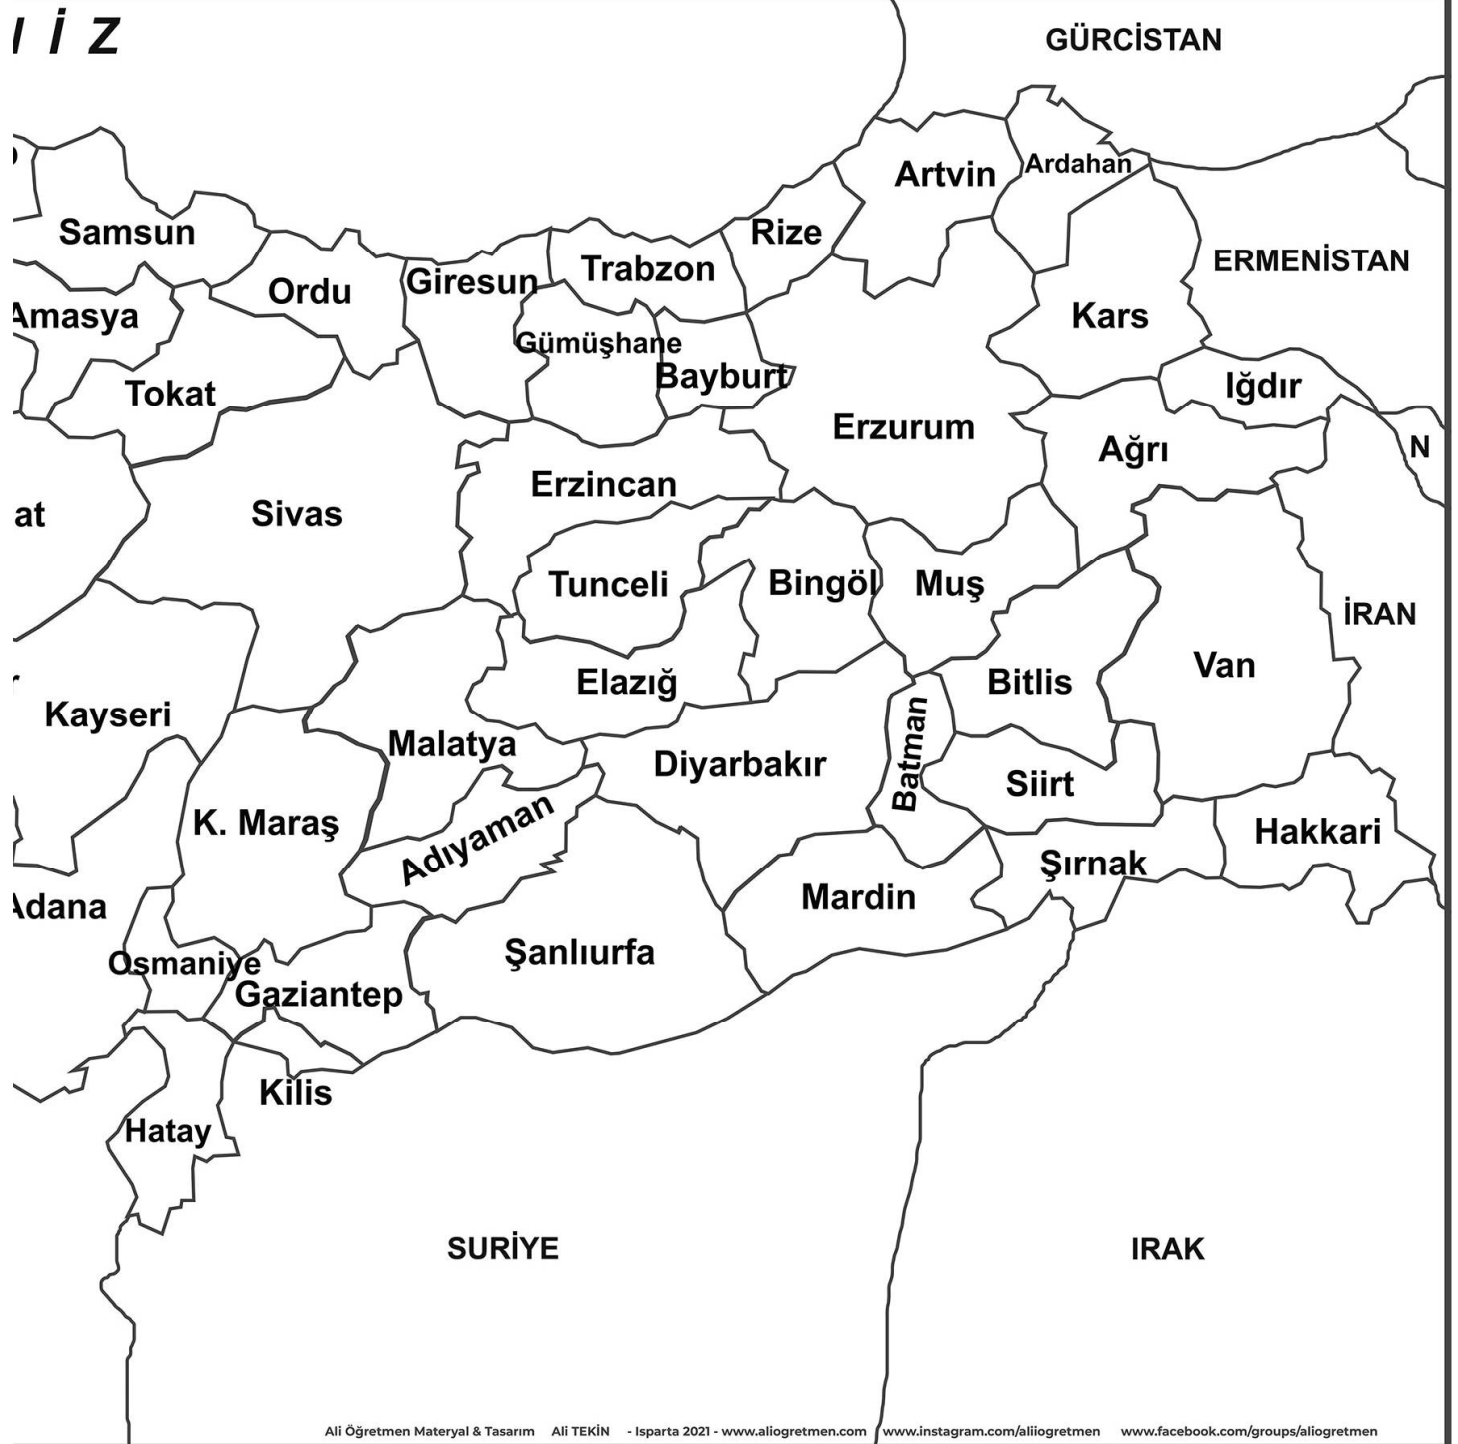 İ Z
GÜRCİSTAN
Artvin
Ardahan
Samsun
Rize
ERMENİSTAN
Trabzon
Giresun
Ordu
Amasya
Kars
Gümüşhane
Bayburt
Iğdır
Tokat
Erzurum
Ağrı
N
Erzincan
at
Sivas
Tunceli
Bingöl
Muş
İRAN
Van
Elazığ
Bitlis
Kayseri
Malatya
Batman
Diyarbakır
Siirt
K. Maraş
Adıyaman
Hakkari
Şırnak
Mardin
Adana
Şanlıurfa
Osmaniye
Gaziantep
Kilis
Hatay
SURİYE
IRAK
Ali Öğretmen Materyal & Tasarım Ali TEKİN - Isparta 2021 - www.aliogretmen.com www.instagram.com/aliiogretmen www.facebook.com/groups/aliogretmen